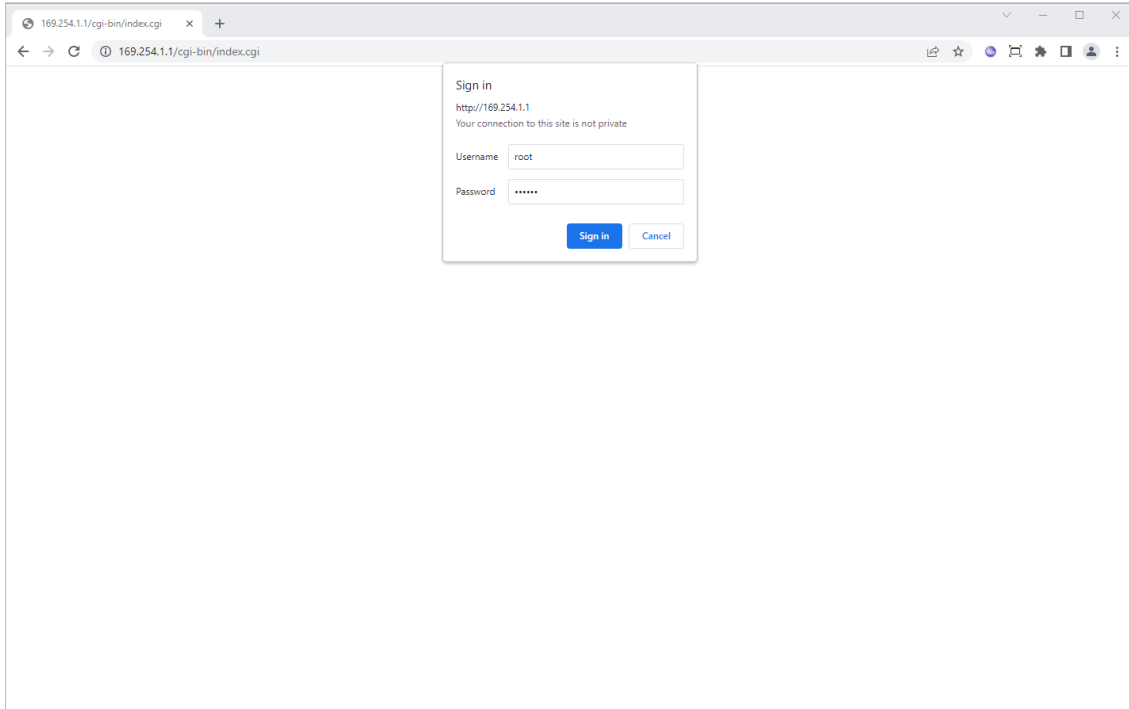 169.254.1.1/cgi-bin/index.cgi
169.254.1.1/cgi-bin/index.cgi
Sign in
http://169.254.1.1
Your connection to this site is not private
Username root
Password ••••••
Sign in Cancel